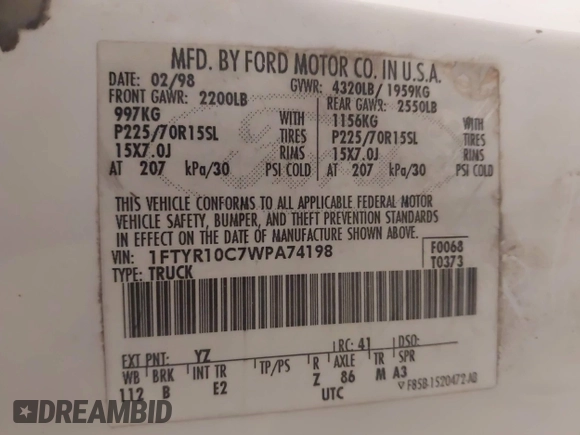 MFD. BY FORD MOTOR CO. IN U.S.A.
DATE: 02/98 GVWR: 4320LB/1959KG
FRONT GAWR: 2200LB REAR GAWR: 2550LB
997KG WITH 1156KG WITH
P225/70R15SL TIRES P225/70R15SL TIRES
15X7.0J RIMS 15X7.0J RIMS
AT 207 kPa/30 PSI COLD AT 207 kPa/30 PSI COLD
THIS VEHICLE CONFORMS TO ALL APPLICABLE FEDERAL MOTOR
VEHICLE SAFETY, BUMPER, AND THEFT PREVENTION STANDARDS
IN EFFECT ON THE DATE OF MANUFACTURE SHOWN ABOVE.
VIN: 1FTYR10C7WPA74198 F0068
TYPE: TRUCK T0373
EXT PNT: YZ RC: 41 DSO:
WB BRK INT TR TP/PS R AXLE TR SPR
112 B E2 Z 86 M A3
UTC F85B-1520472-AB
DREAMBID